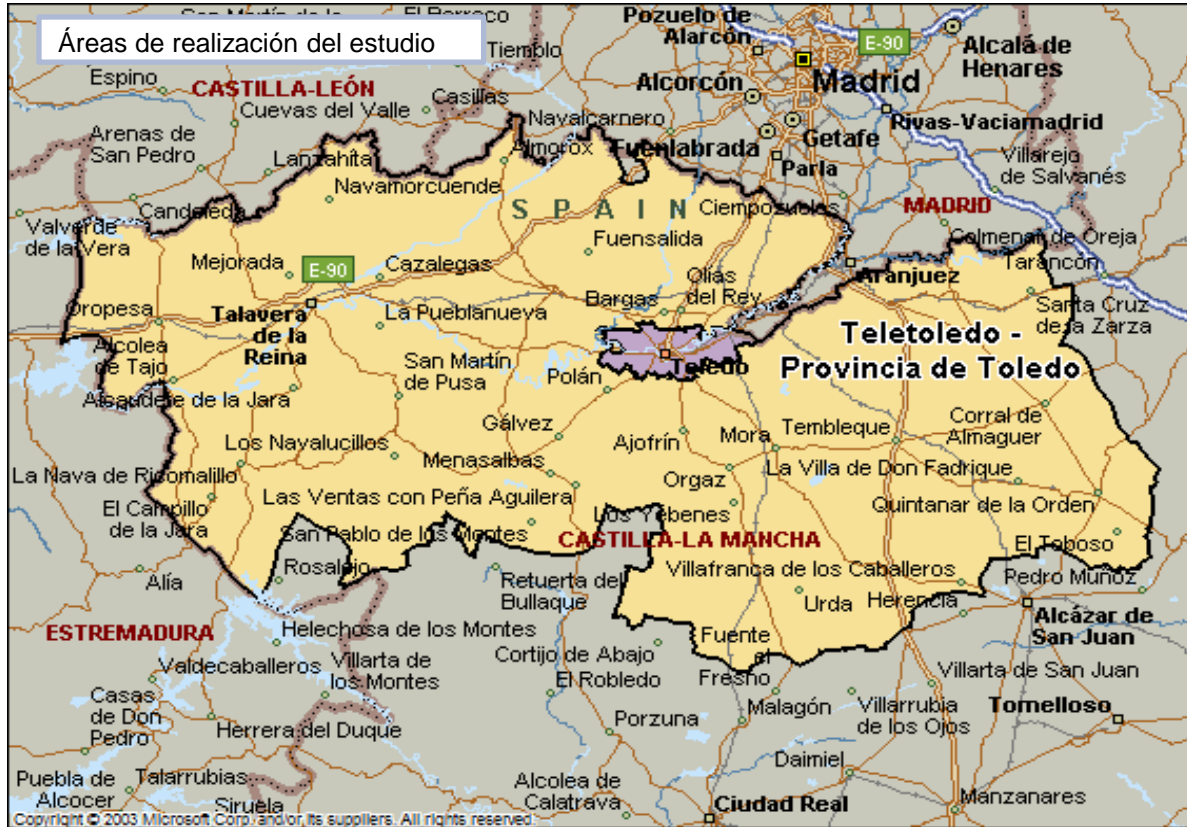 San Martín de la
El Barraco
Pozuelo de
Alarcón
E-90
Alcalá de
Henares
Áreas de realización del estudio
Tiemblo
Espino
CASTILLA-LEÓN
Cuevas del Valle
Casillas
Alcorcón
Madrid
Navalcarnero
Rivas-Vaciamadrid
Arenas de
San Pedro
Lanzahíta
Almorox
Fuenlabrada
Getafe
Parla
Villarejo
de Salvanés
Navamorcuende
Candeleda
SPAIN
Ciempozuelos
MADRID
Valverde
de la Vera
Fuensalida
Colmenar de Oreja
Mejorada
E-90
Cazalegas
Olías
del Rey
Aranjuez
Tarancón
Oropesa
Talavera
de la
Reina
La Pueblanueva
Bargas
Santa Cruz
de la Zarza
Alcolea
de Tajo
San Martín
de Pusa
Polán
Toledo
Teletoledo -
Provincia de Toledo
Alcaudete de la Jara
Gálvez
Corral de
Almaguer
Los Navalucillos
Ajofrín
Mora
Tembleque
La Nava de Ricomalillo
Menasalbas
Orgaz
La Villa de Don Fadrique
El Campillo
de la Jara
Las Ventas con Peña Aguilera
Quintanar de la Orden
San Pablo de los Montes
Los Yébenes
CASTILLA-LA MANCHA
El Toboso
Alía
Rosalejo
Retuerta del
Bullaque
Villafranca de los Caballeros
Pedro Muñoz
Urda
Herencia
Alcázar de
San Juan
ESTREMADURA
Helechosa de los Montes
Fuente
el
Fresno
Valdecaballeros
Villarta de
los Montes
Cortijo de Abajo
El Robledo
Villarta de San Juan
Casas
de Don
Pedro
Malagón
Villarrubia
de los Ojos
Tomelloso
Herrera del Duque
Porzuna
Daimiel
Puebla de
Alcocer
Talarrubias
Alcolea de
Calatrava
Siruela
Ciudad Real
Manzanares
Copyright © 2003 Microsoft Corp. and/or its suppliers. All rights reserved.